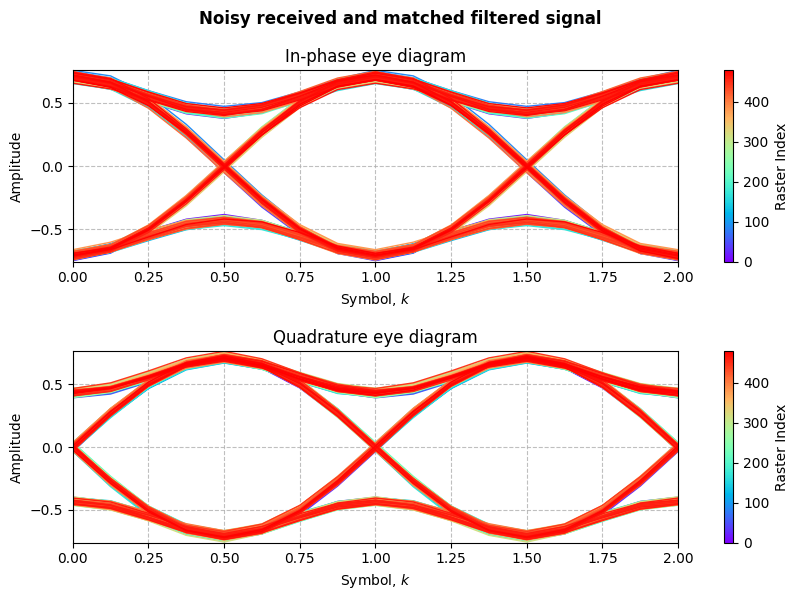 Noisy received and matched filtered signal
In-phase eye diagram
Amplitude
0.5
0.0
−0.5
0.00 0.25 0.50 0.75 1.00 1.25 1.50 1.75 2.00
Symbol, k
400
300
200
100
0
Raster Index
Quadrature eye diagram
Amplitude
0.5
0.0
−0.5
0.00 0.25 0.50 0.75 1.00 1.25 1.50 1.75 2.00
Symbol, k
400
300
200
100
0
Raster Index